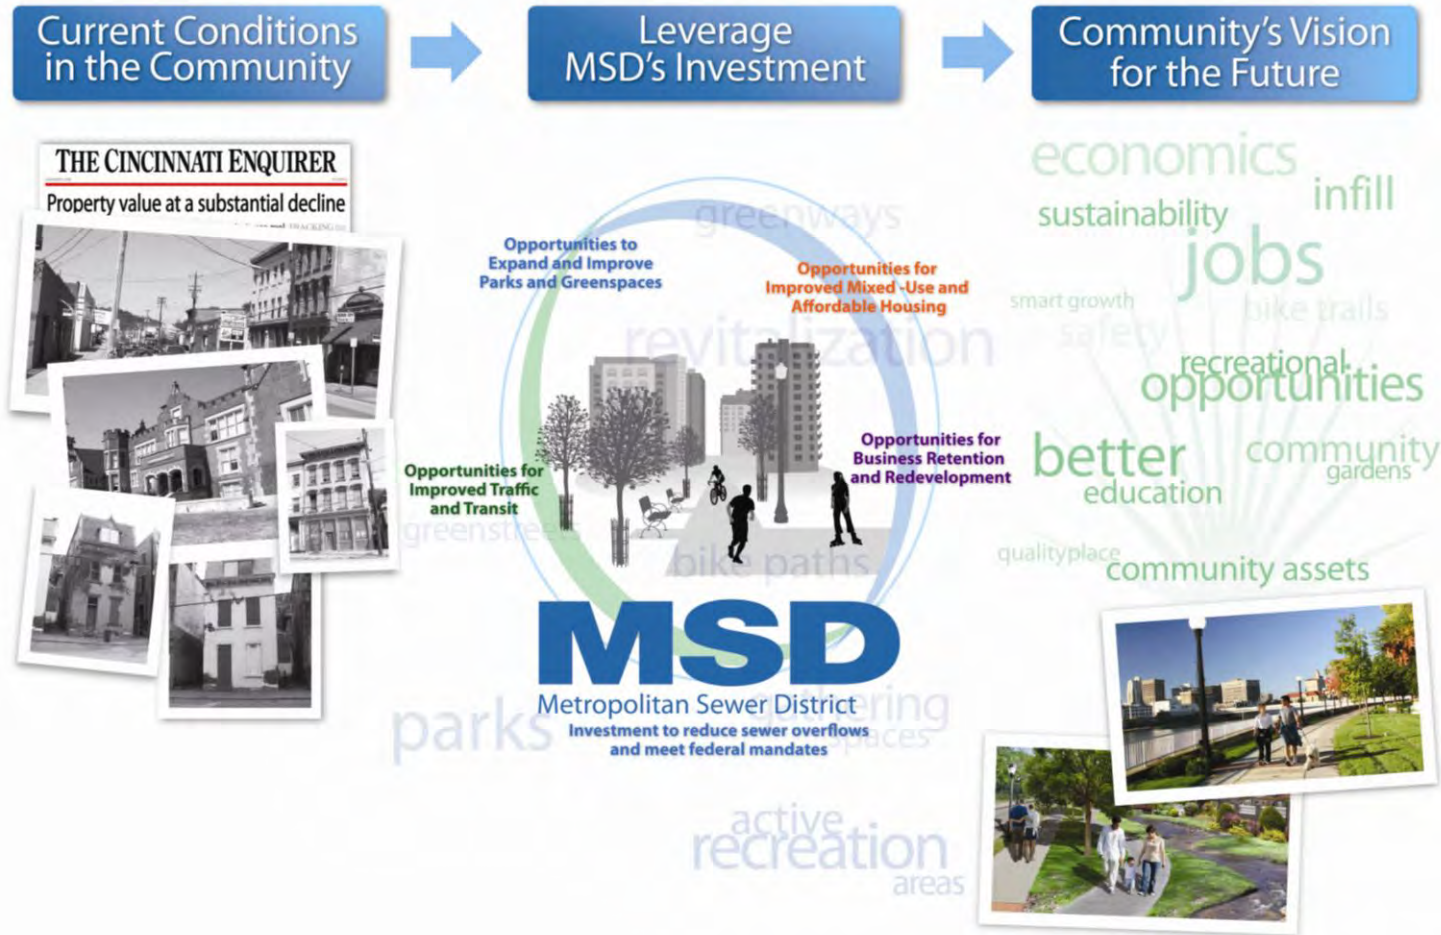 Current Conditions
in the Community
Leverage
MSD's Investment
Community's Vision
for the Future
THE CINCINNATI ENQUIRER
Property value at a substantial decline
TRACKING
greenways
Opportunities to
Expand and Improve
Parks and Greenspaces
Opportunities for
Improved Mixed -Use and
Affordable Housing
revitalization
Opportunities for
Business Retention
and Redevelopment
Opportunities for
Improved Traffic
and Transit
greenstreets
bike paths
MSD
Metropolitan Sewer District
Investment to reduce sewer overflows
and meet federal mandates
parks
gathering
spaces
active
recreation
areas
economics
infill
sustainability
jobs
smart growth
bike trails
safety
recreational
opportunities
better
community
gardens
education
qualityplace
community assets